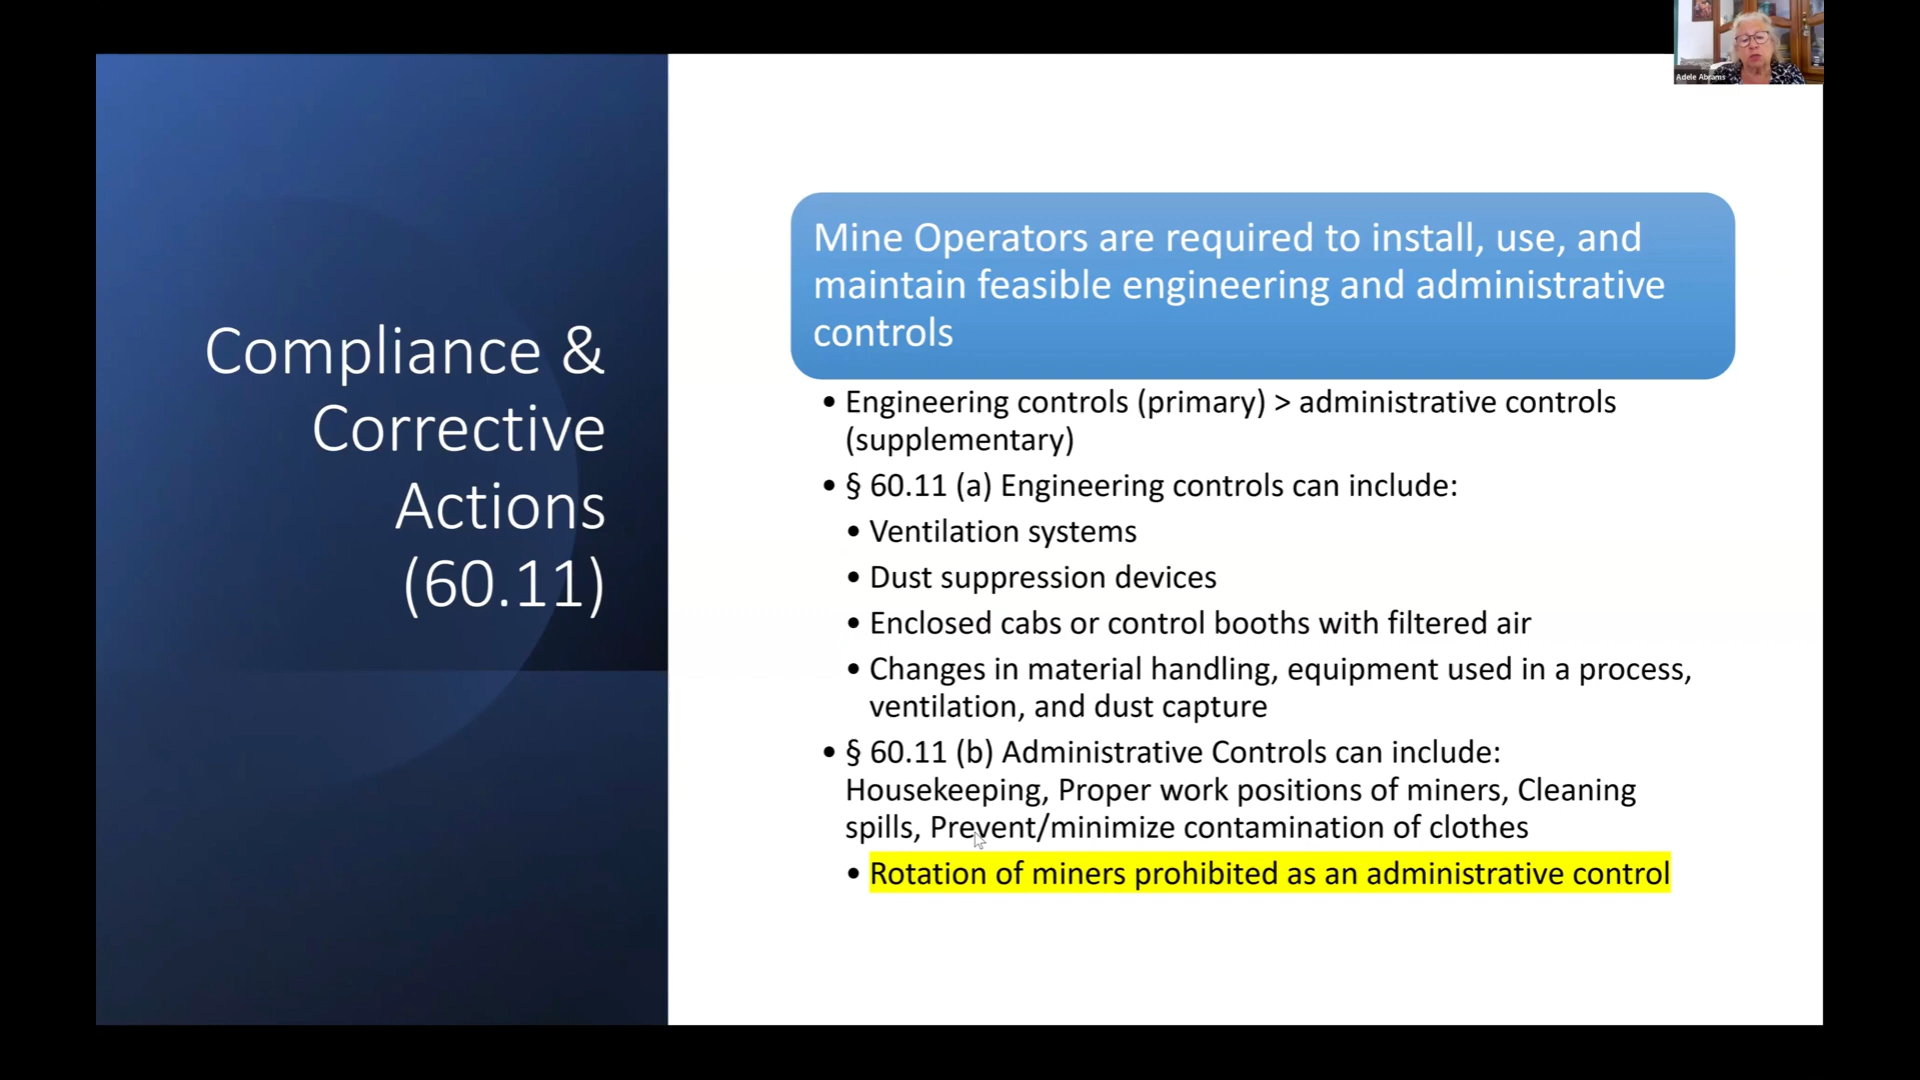 Adele Abrams
Compliance &
Corrective
Actions
(60.11)
Mine Operators are required to install, use, and
maintain feasible engineering and administrative
controls
• Engineering controls (primary) > administrative controls
(supplementary)
• § 60.11 (a) Engineering controls can include:
• Ventilation systems
• Dust suppression devices
• Enclosed cabs or control booths with filtered air
• Changes in material handling, equipment used in a process,
ventilation, and dust capture
• § 60.11 (b) Administrative Controls can include:
Housekeeping, Proper work positions of miners, Cleaning
spills, Prevent/minimize contamination of clothes
• Rotation of miners prohibited as an administrative control